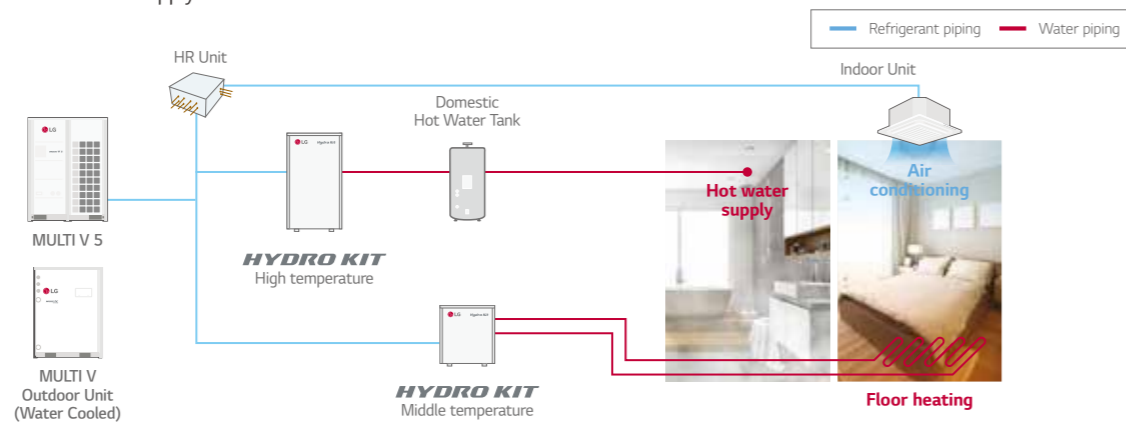 Refrigerant piping
Water piping
HR Unit
Indoor Unit
Domestic
Hot Water Tank
LG
LG
Hydro Kit
Air
conditioning
Hot water
supply
MULTI V 5
HYDRO KIT
High temperature
LG
LG
Hydro Kit
MULTI V
Outdoor Unit
(Water Cooled)
HYDRO KIT
Middle temperature
Floor heating